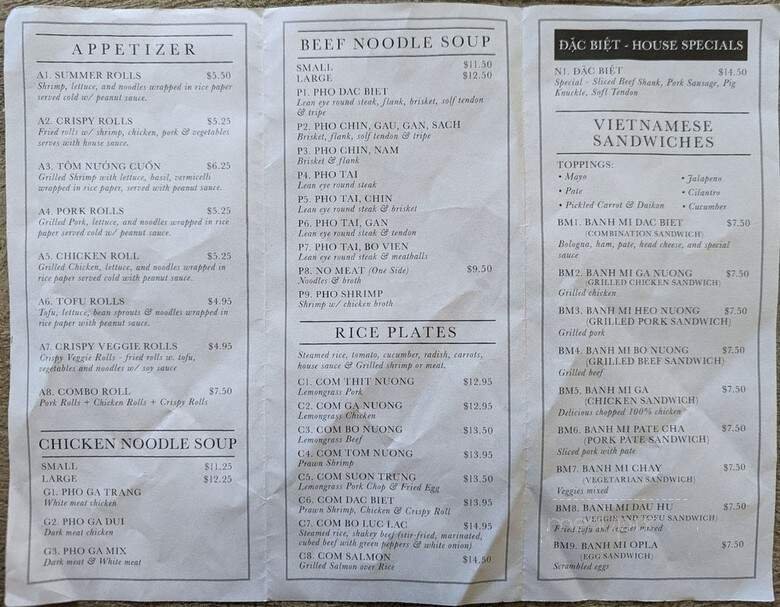 APPETIZER
A1. SUMMER ROLLS $5.50
Shrimp, lettuce, and noodles wrapped in rice paper
served cold w/ peanut sauce.
A2. CRISPY ROLLS $5.25
Fried rolls w/ shrimp, chicken, pork & vegetables
serves with house sauce.
A3. TÔM NƯỚNG CUỐN $6.25
Grilled Shrimp with lettuce, basil, vermicelli
wrapped in rice paper, served with peanut sauce.
A4. PORK ROLLS $5.25
Grilled Pork, lettuce, and noodles wrapped in rice
paper served cold w/ peanut sauce.
A5. CHICKEN ROLL $5.25
Grilled Chicken, lettuce, and noodles wrapped in
rice paper served cold with peanut sauce.
A6. TOFU ROLLS $4.95
Tofu, lettuce, bean sprouts & noodles wrapped in
rice paper with peanut sauce.
A7. CRISPY VEGGIE ROLLS $4.95
Crispy Veggie Rolls - fried rolls w. tofu,
vegetables and noodles w/ soy sauce
A8. COMBO ROLL $7.50
Pork Rolls + Chicken Rolls + Crispy Rolls
CHICKEN NOODLE SOUP
SMALL $11.25
LARGE $12.25
G1. PHO GA TRANG
White meat chicken
G2. PHO GA DUI
Dark meat chicken
G3. PHO GA MIX
Dark & White meat
BEEF NOODLE SOUP
SMALL $11.50
LARGE $12.50
P1. PHO DAC BIET
Lean eye round steak, flank, brisket, solf tendon
& tripe
P2. PHO CHIN, GAU, GAN, SACH
Brisket, flank, solf tendon & tripe
P3. PHO CHIN, NAM
Brisket & flank
P4. PHO TAI
Lean eye round steak
P5. PHO TAI, CHIN
Lean eye round steak & brisket
P6. PHO TAI, GAN
Lean eye round steak & tendon
P7. PHO TAI, BO VIEN
Lean eye round steak & meatballs
P8. NO MEAT (One Side) $9.50
Noodles & broth
P9. PHO SHRIMP
Shrimp w/ chicken broth
RICE PLATES
Steamed rice, tomato, cucumber, radish, carrots,
house sauce & Grilled shrimp or meat.
C1. COM THIT NUONG $12.95
Lemongrass Pork
C2. COM GA NUONG $12.95
Lemongrass Chicken
C3. COM BO NUONG $13.50
Lemongrass Beef
C4. COM TOM NUONG $13.95
Prawn Shrimp
C5. COM SUON TRUNG $13.50
Lemongrass Pork Chop & Fried Egg
C6. COM DAC BIET $13.95
Prawn Shrimp, Chicken & Crispy Roll
C7. COM BO LUC LAC $14.95
Steamed rice, shakey beef (stir-fried, marinated,
cubed beef with green peppers & white onion)
C8. COM SALMON $14.50
Grilled Salmon over Rice
ĐẶC BIỆT - HOUSE SPECIALS
N1. ĐẶC BIỆT $14.50
Special - Sliced Beef Shank, Pork Sausage, Pig
Knuckle, Soft Tendon
VIETNAMESE
SANDWICHES
TOPPINGS:
• Mayo • Jalapeno
• Pate • Cilantro
• Pickled Carrot & Daikon • Cucumber
BM1. BANH MI DAC BIET $7.50
(COMBINATION SANDWICH)
Bologna, ham, pate, head cheese, and special
sauce
BM2. BANH MI GA NUONG $7.50
(GRILLED CHICKEN SANDWICH)
Grilled chicken
BM3. BANH MI HEO NUONG $7.50
(GRILLED PORK SANDWICH)
Grilled pork
BM4. BANH MI BO NUONG $7.50
(GRILLED BEEF SANDWICH)
Grilled beef
BM5. BANH MI GA $7.50
(CHICKEN SANDWICH)
Delicious chopped 100% chicken
BM6. BANH MI PATE CHA $7.50
(PORK PATE SANDWICH)
Sliced pork with pate
BM7. BANH MI CHAY $7.50
(VEGETARIAN SANDWICH)
Veggies mixed
BM8. BANH MI DAU HU $7.50
(VEGGIE AND TOFU SANDWICH)
Fried tofu and veggies mixed
BM9. BANH MI OPLA $7.50
(EGG SANDWICH)
Scrambled eggs